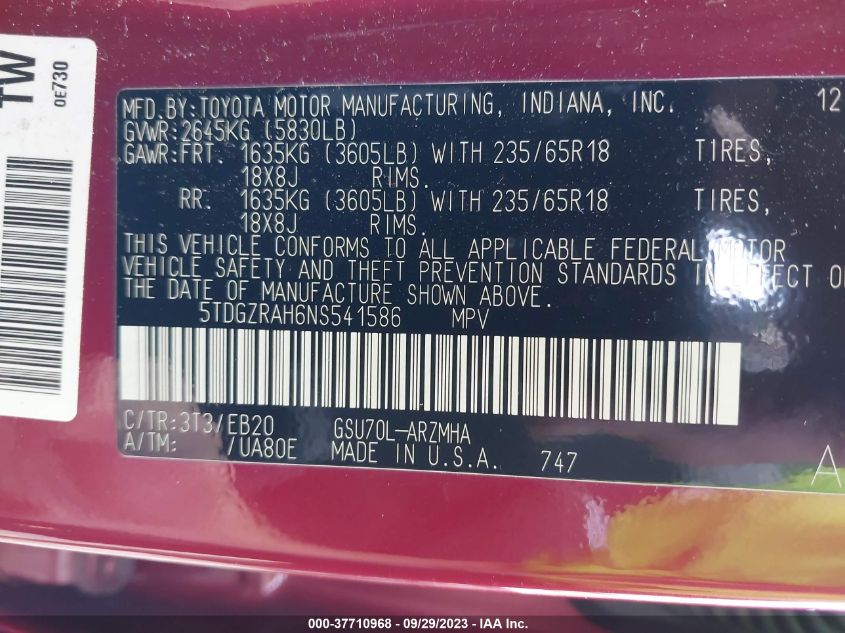 TW
0E730
MFD.BY:TOYOTA MOTOR MANUFACTURING, INDIANA, INC. 12
GVWR:2645KG (5830LB)
GAWR:FRT. 1635KG (3605LB) WITH 235/65R18 TIRES,
18X8J RIMS.
RR. 1635KG (3605LB) WITH 235/65R18 TIRES,
18X8J RIMS.
THIS VEHICLE CONFORMS TO ALL APPLICABLE FEDERAL MOTOR
VEHICLE SAFETY AND THEFT PREVENTION STANDARDS IN EFFECT
THE DATE OF MANUFACTURE SHOWN ABOVE.
5TDGZRAH6NS541586 MPV
C/TR:3T3/EB20 GSU70L-ARZMHA
A/TM: /UA80E MADE IN U.S.A. 747
A
000-37710968 - 09/29/2023 - IAA Inc.